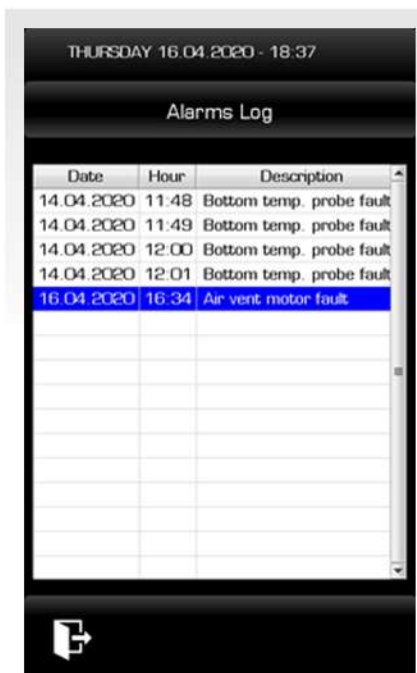 THURSDAY 16.04.2020 - 18:37
Alarms Log
Date Hour Description
14.04.2020 11:48 Bottom temp. probe fault
14.04.2020 11:49 Bottom temp. probe fault
14.04.2020 12:00 Bottom temp. probe fault
14.04.2020 12:01 Bottom temp. probe fault
16.04.2020 16:34 Air vent motor fault